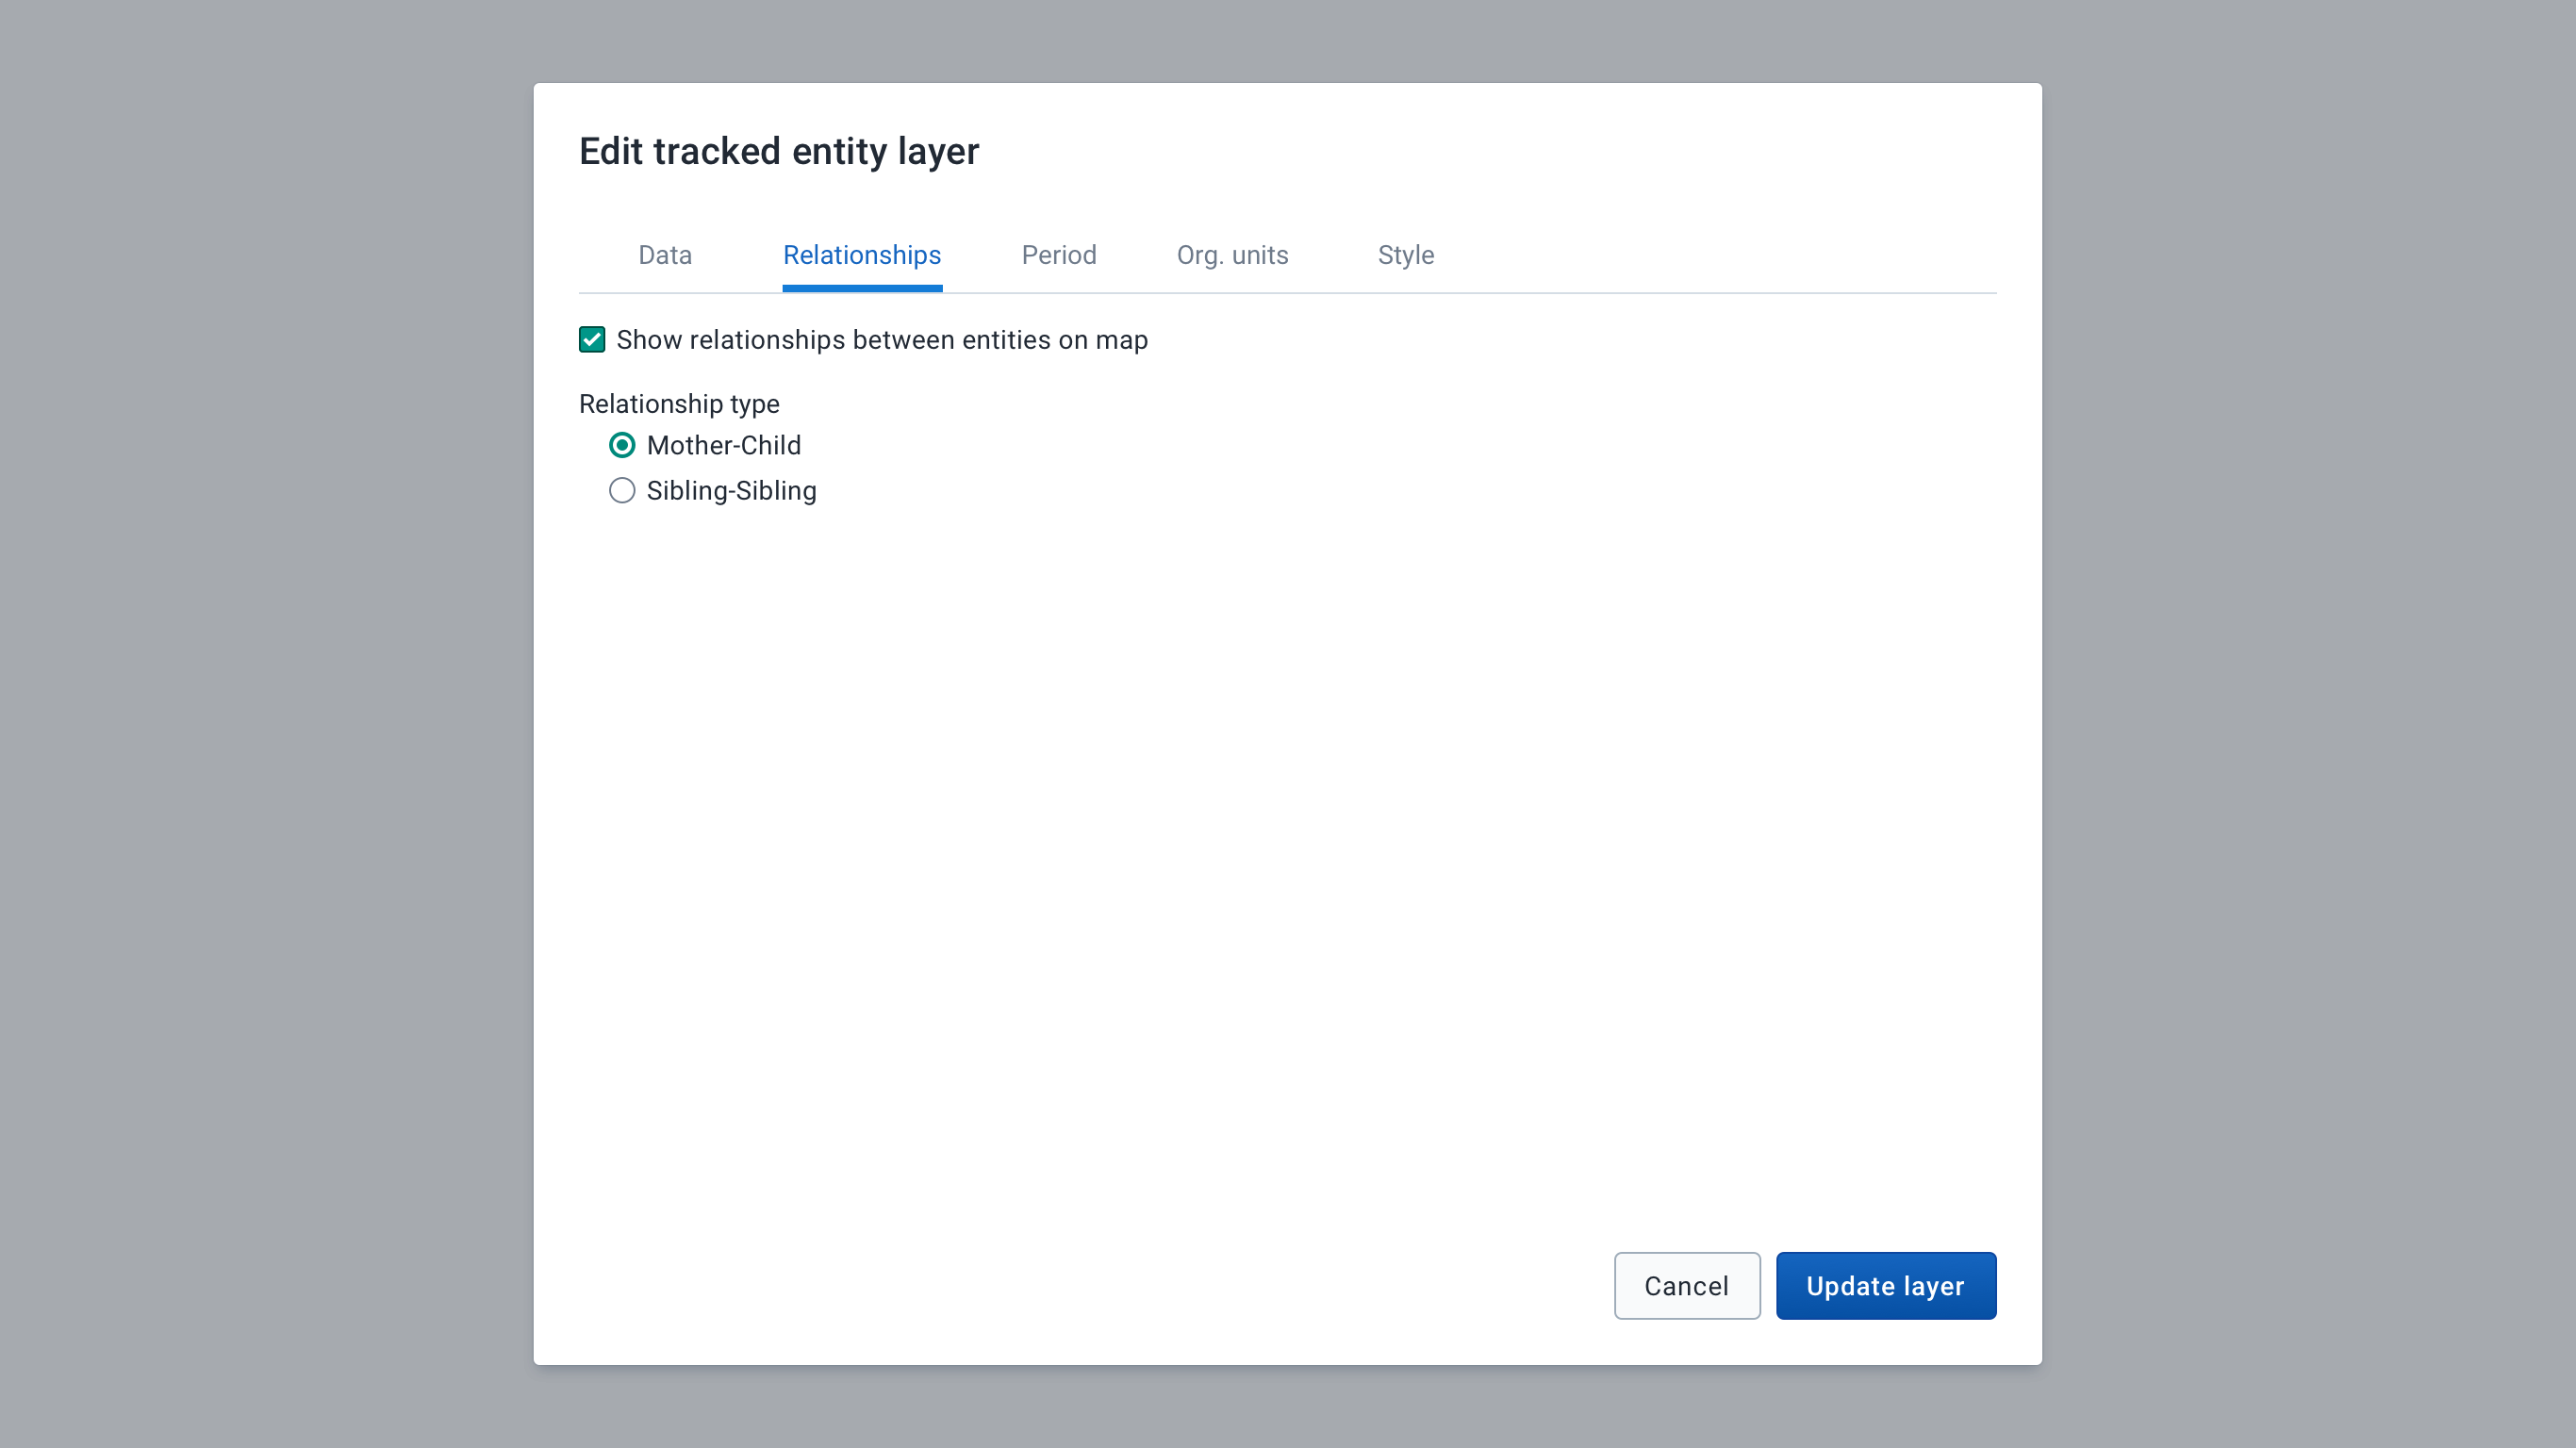 Edit tracked entity layer
Data Relationships Period Org. units Style
Show relationships between entities on map
Relationship type
Mother-Child
Sibling-Sibling
Cancel Update layer